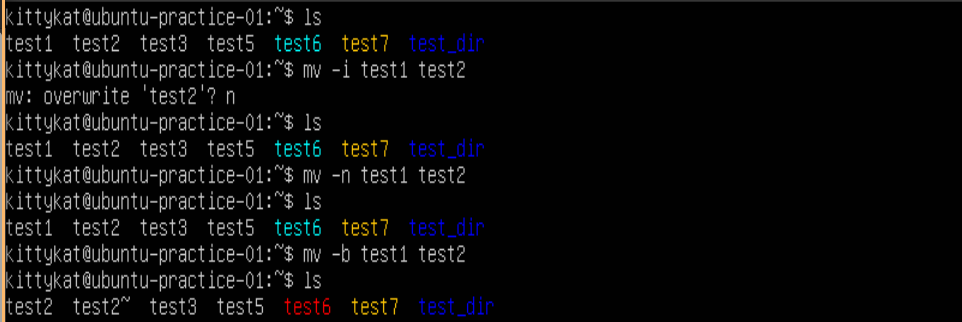 kittykat@ubuntu-practice-01:~$ ls
test1 test2 test3 test5 test6 test7 test_dir
kittykat@ubuntu-practice-01:~$ mv -i test1 test2
mv: overwrite 'test2'? n
kittykat@ubuntu-practice-01:~$ ls
test1 test2 test3 test5 test6 test7 test_dir
kittykat@ubuntu-practice-01:~$ mv -n test1 test2
kittykat@ubuntu-practice-01:~$ ls
test1 test2 test3 test5 test6 test7 test_dir
kittykat@ubuntu-practice-01:~$ mv -b test1 test2
kittykat@ubuntu-practice-01:~$ ls
test2 test2~ test3 test5 test6 test7 test_dir